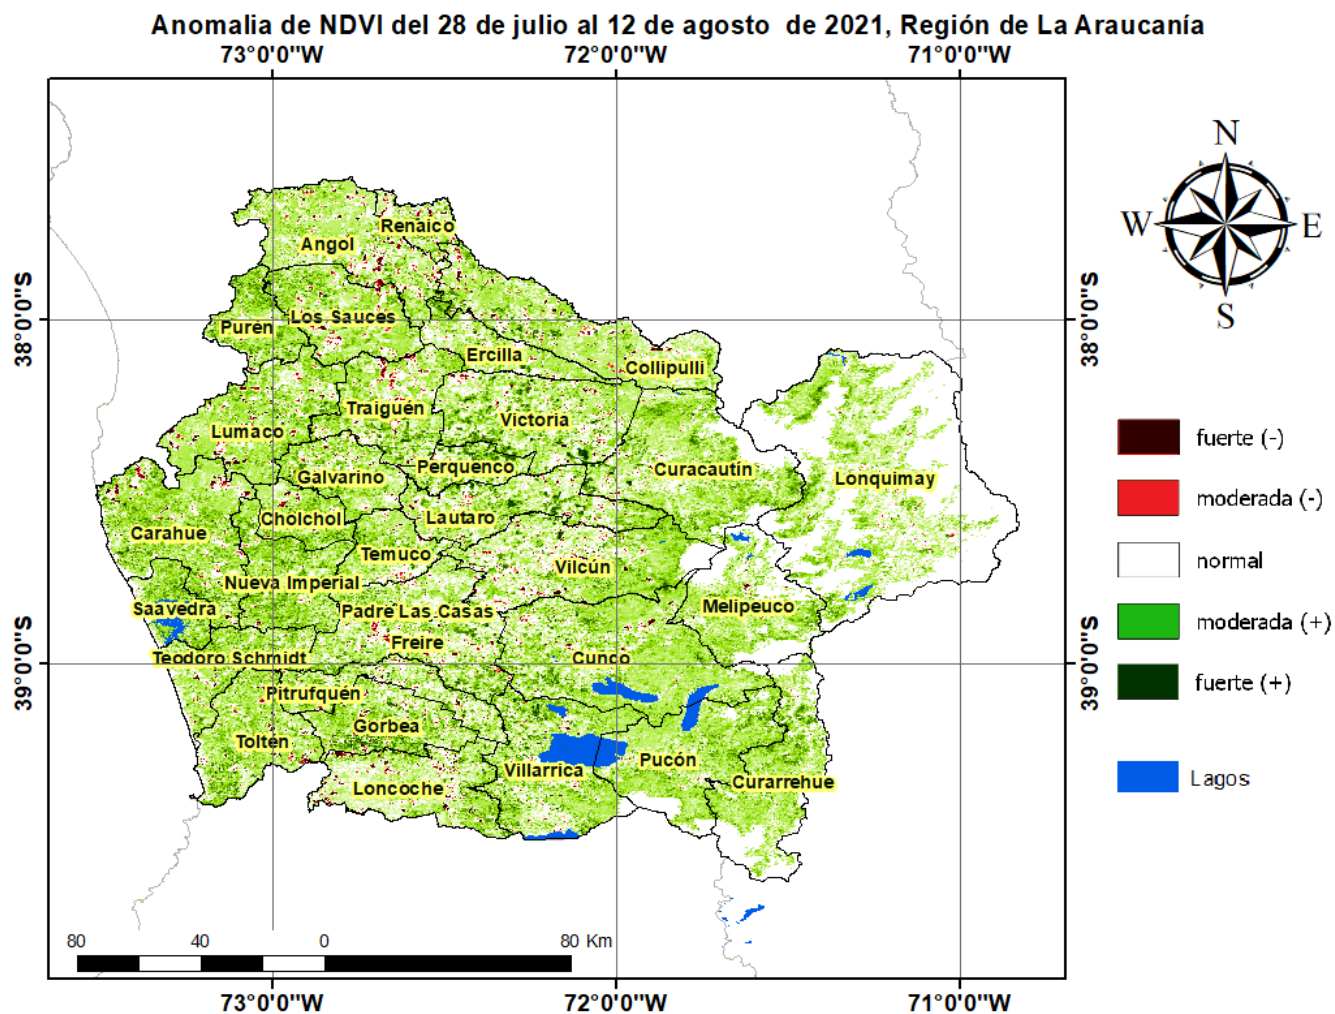 Anomalia de NDVI del 28 de julio al 12 de agosto de 2021, Región de La Araucanía
73°0'0"W 72°0'0"W 71°0'0"W
N
W E
S
38°0'0"S 38°0'0"S
39°0'0"S 39°0'0"S
Renaico
Angol
Los Sauces
Purén
Ercilla
Collipulli
Traiguén
Victoria
Lumaco
Perquenco
Galvarino
Curacautín
Lonquimay
Cholchol
Lautaro
Carahue
Temuco
Vilcún
Nueva Imperial
Saavedra
Padre Las Casas
Melipeuco
Freire
Teodoro Schmidt
Cunco
Pitrufquén
Gorbea
Toltén
Villarrica
Pucón
Curarrehue
Loncoche
fuerte (-)
moderada (-)
normal
moderada (+)
fuerte (+)
Lagos
80 40 0 80 Km
73°0'0"W 72°0'0"W 71°0'0"W